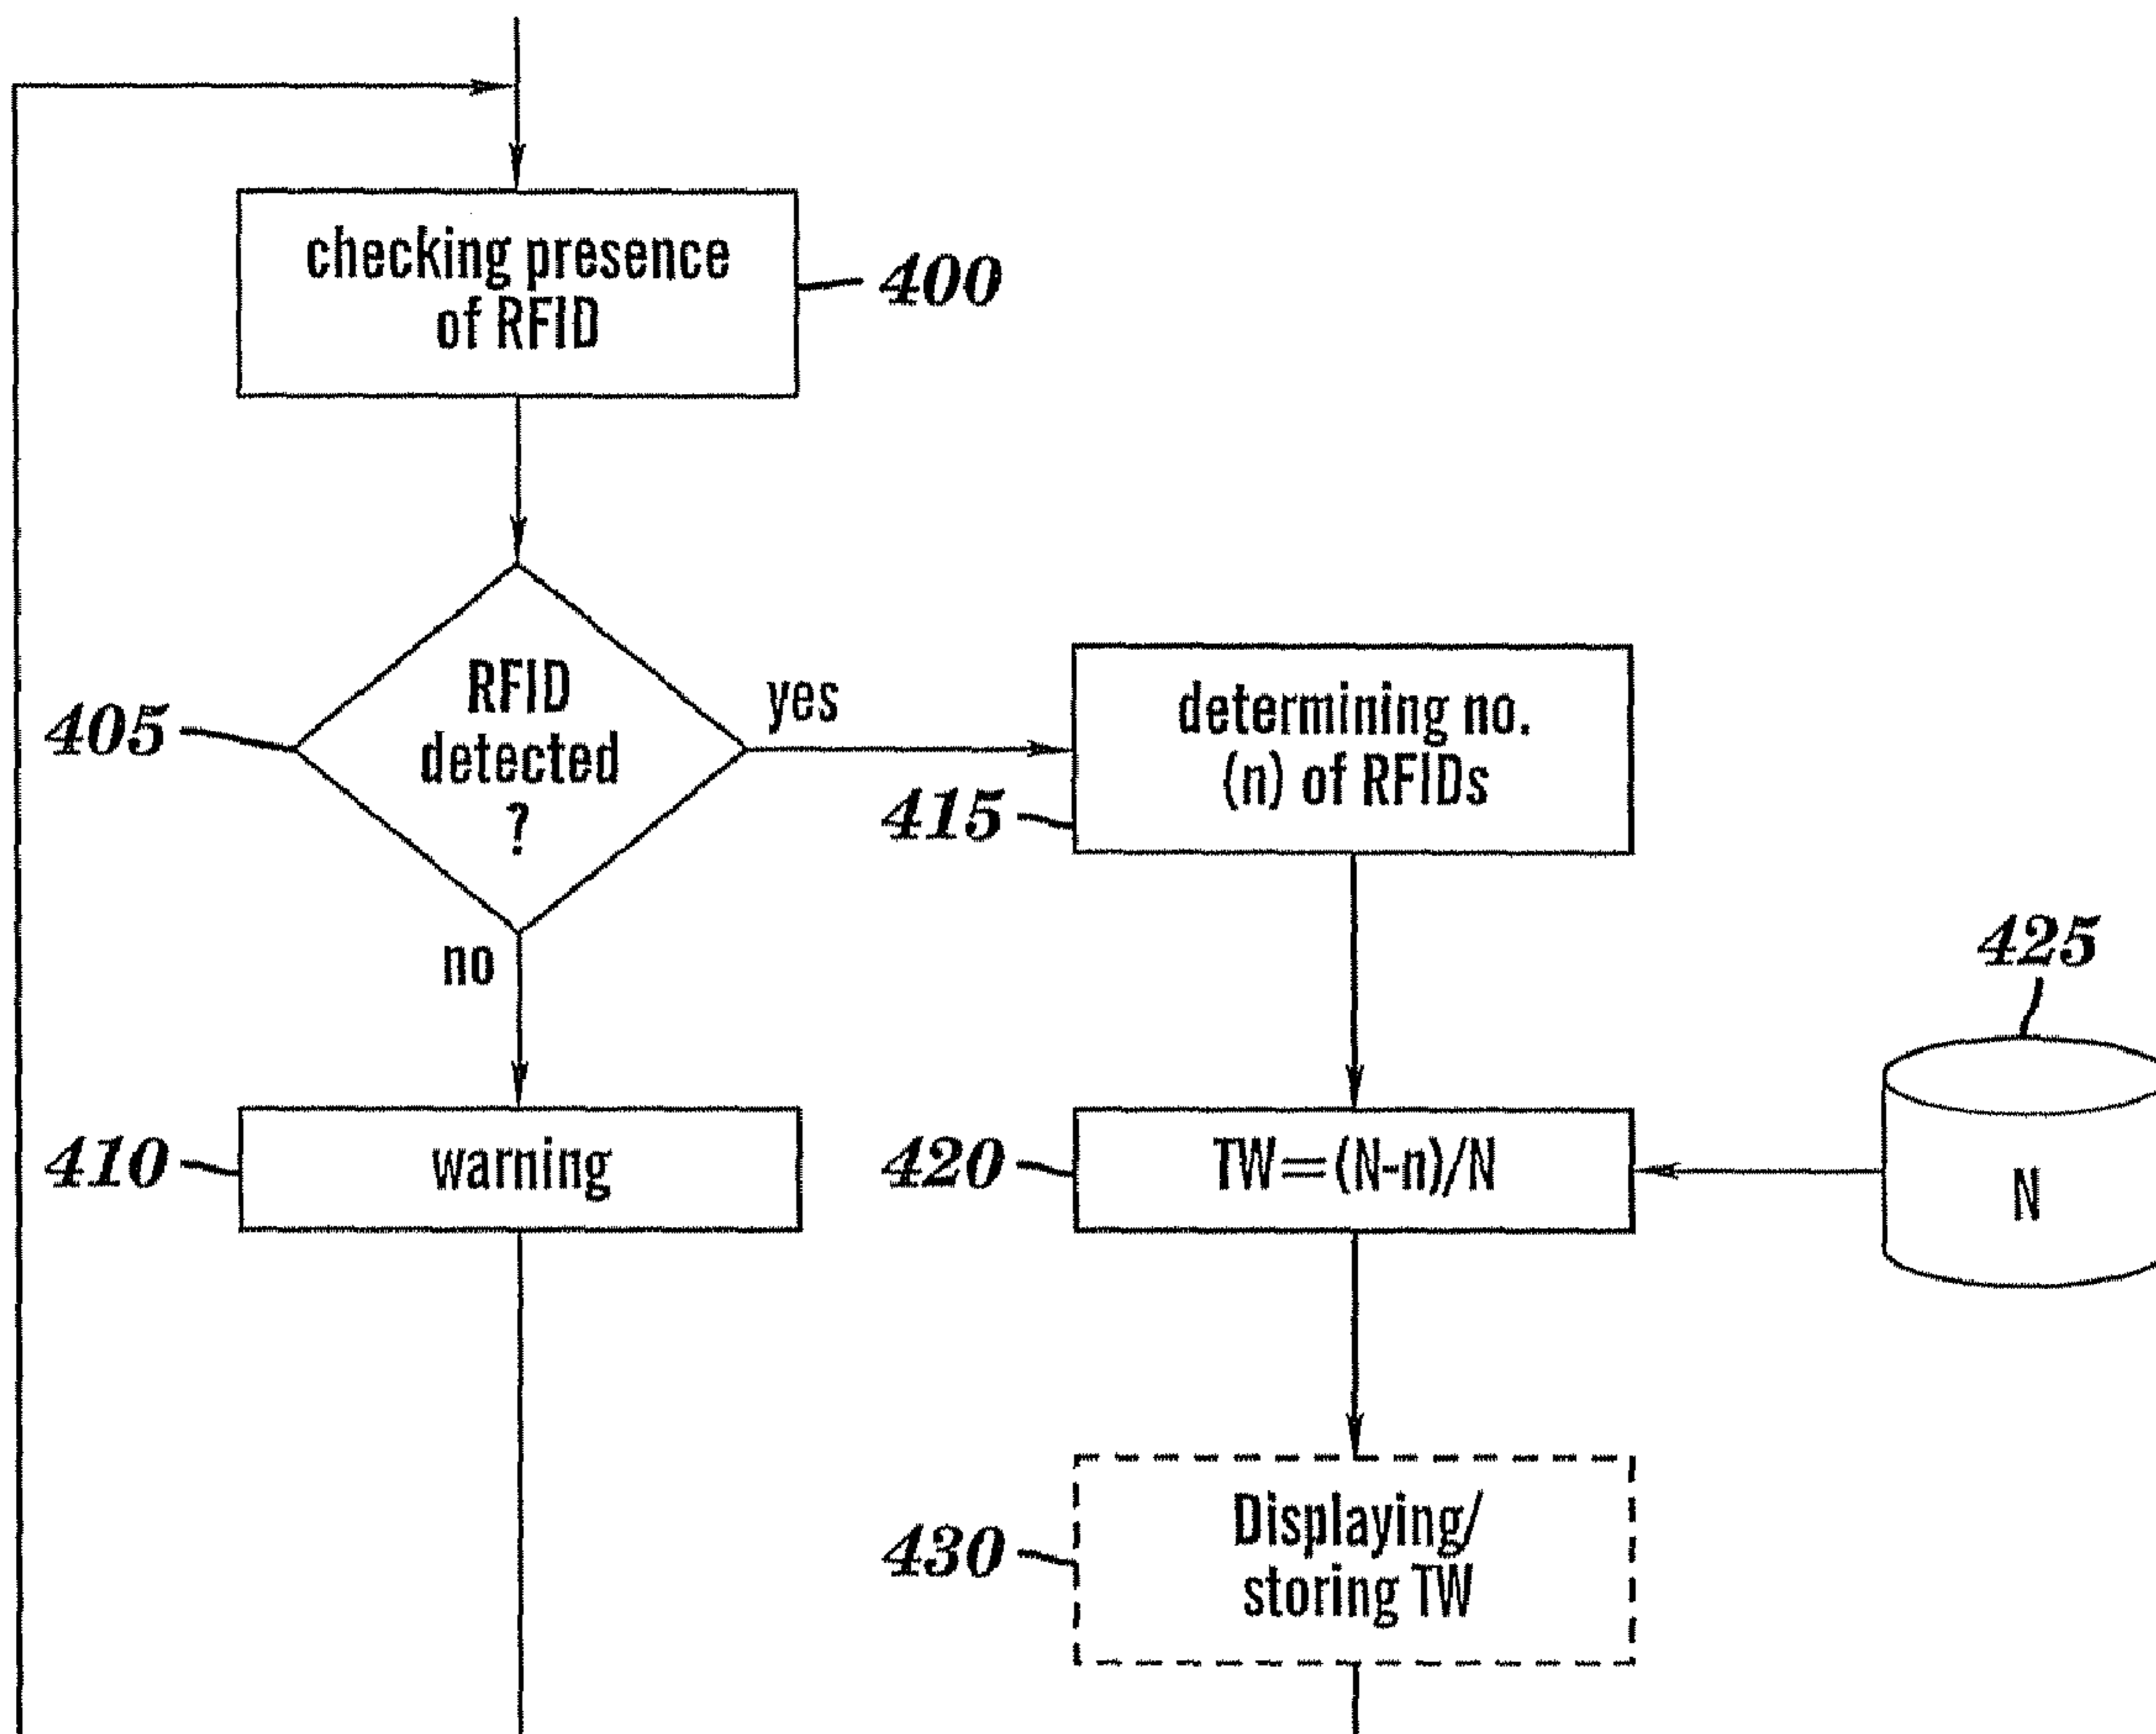 checking presence
of RFID
400
RFID
detected
?
405
yes
no
determining no.
(n) of RFIDs
415
warning
410
TW=(N-n)/N
420
425
N
Displaying/
storing TW
430